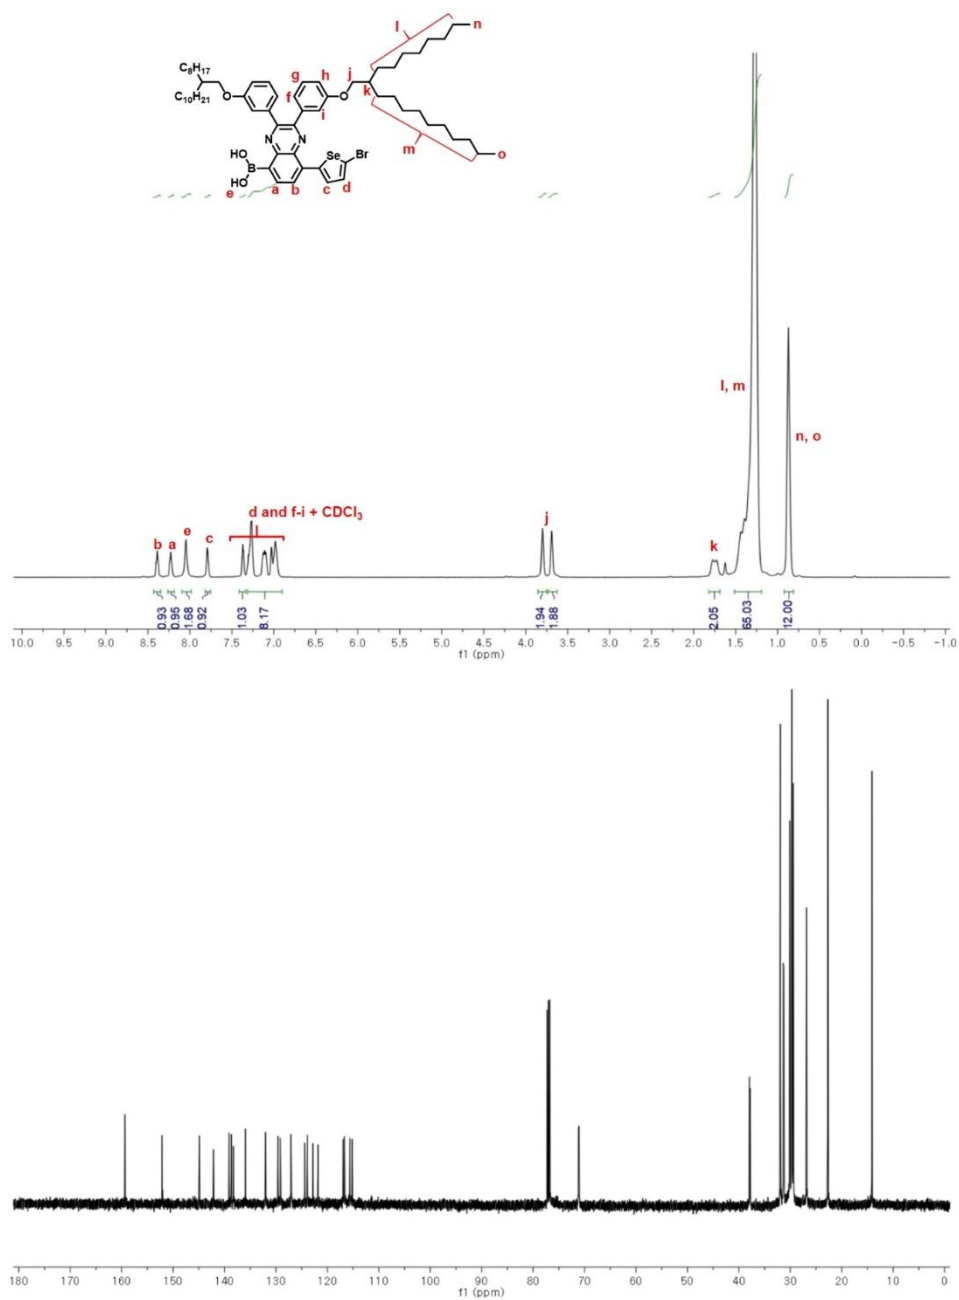 l
n
C8H17
C10H21
O
g
h
f
i
O
j
k
m
o
N
N
HO
B
HO
Se
Br
e
a
b
c
d
l, m
n, o
d and f-i + CDCl3
b
a
e
c
j
k
0.93
0.95
1.68
0.92
1.03
8.17
1.94
1.88
2.05
65.03
12.00
10.0 9.5 9.0 8.5 8.0 7.5 7.0 6.5 6.0 5.5 5.0 4.5 4.0 3.5 3.0 2.5 2.0 1.5 1.0 0.5 0.0 -0.5 -1.0
f1 (ppm)
180 170 160 150 140 130 120 110 100 90 80 70 60 50 40 30 20 10 0
f1 (ppm)